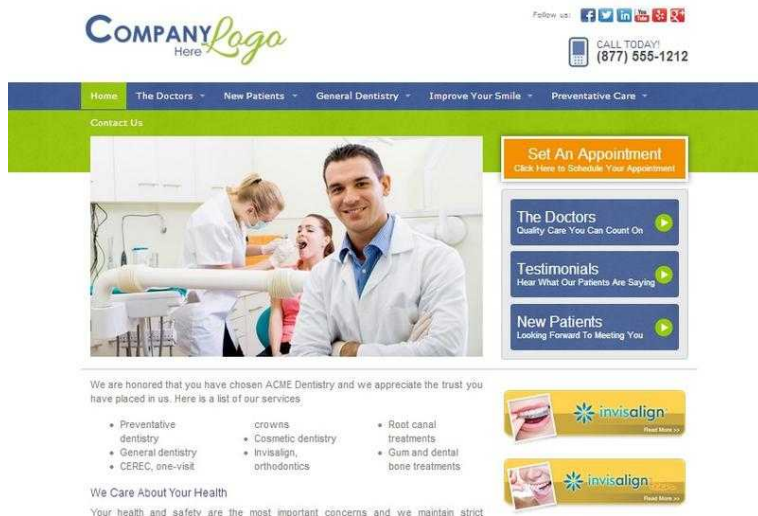 COMPANY Logo
Here
Follow us:
You
Tube
CALL TODAY!
(877) 555-1212
Home
The Doctors
New Patients
General Dentistry
Improve Your Smile
Preventative Care
Contact Us
Set An Appointment
Click Here to Schedule Your Appointment
The Doctors
Quality Care You Can Count On
Testimonials
Hear What Our Patients Are Saying
New Patients
Looking Forward To Meeting You
We are honored that you have chosen ACME Dentistry and we appreciate the trust you
have placed in us. Here is a list of our services
Preventative
dentistry
General dentistry
CEREC, one-visit
crowns
Cosmetic dentistry
Invisalign,
orthodontics
Root canal
treatments
Gum and dental
bone treatments
We Care About Your Health
Your health and safety are the most important concerns and we maintain strict
invisalign
Read More >>
invisalign
Read More >>